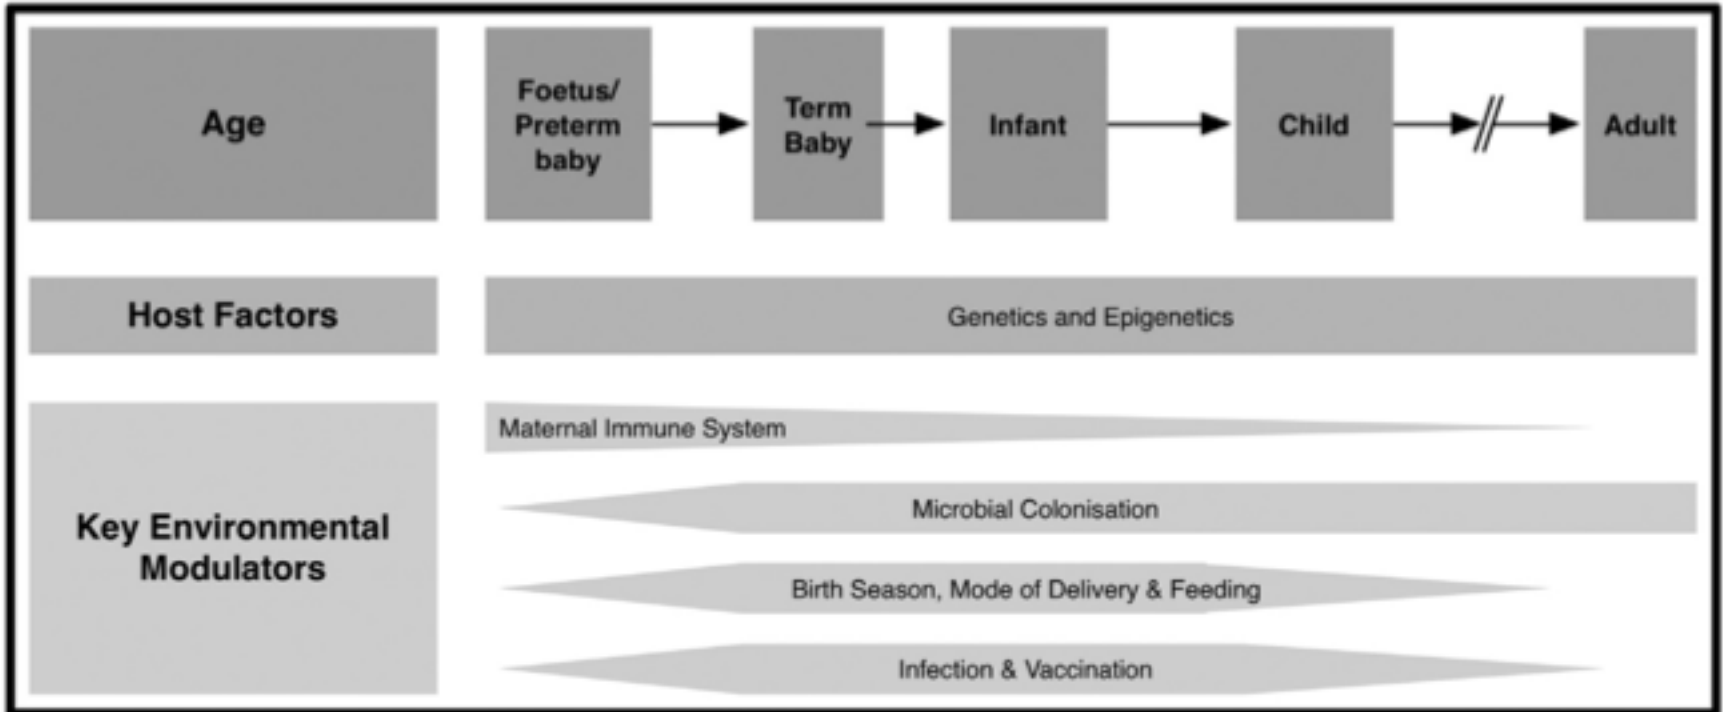 Age
Foetus/
Preterm
baby
Term
Baby
Infant
Child
Adult
Host Factors
Genetics and Epigenetics
Key Environmental
Modulators
Maternal Immune System
Microbial Colonisation
Birth Season, Mode of Delivery & Feeding
Infection & Vaccination